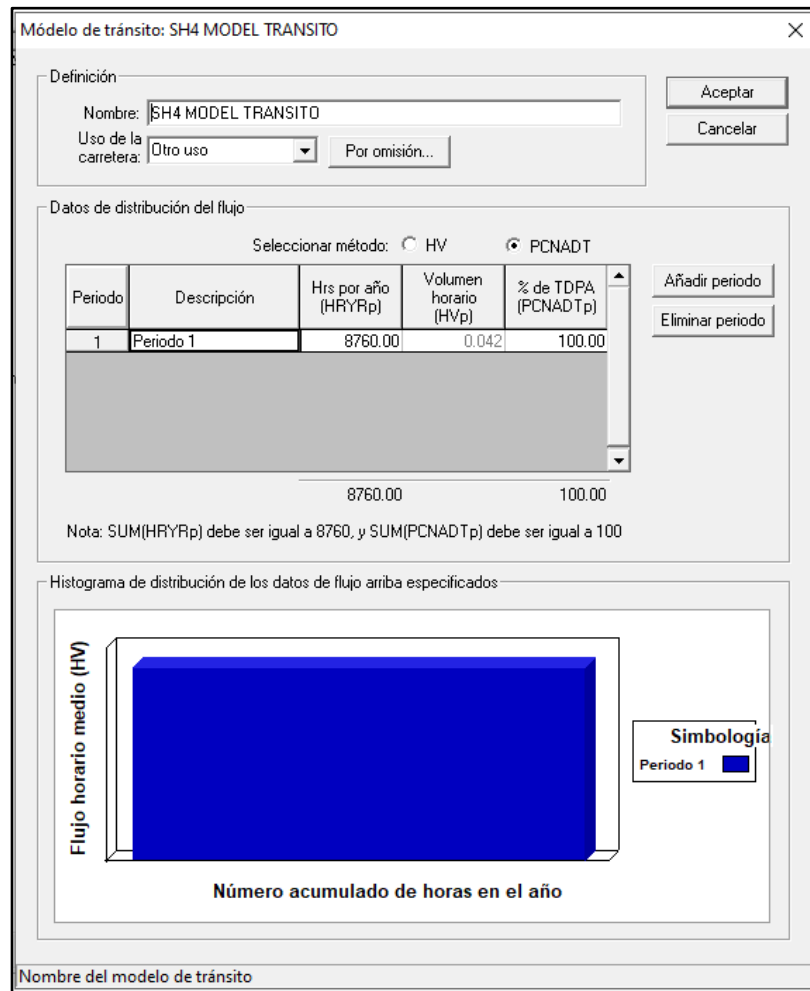 Módelo de tránsito: SH4 MODEL TRANSITO
Definición
Nombre: SH4 MODEL TRANSITO
Uso de la carretera: Otro uso
Por omisión...
Aceptar
Cancelar
Datos de distribución del flujo
Seleccionar método: HV PCNADT
Periodo Descripción Hrs por año (HRYRp) Volumen horario (HVp) % de TDPA (PCNADTp)
1 Periodo 1 8760.00 0.042 100.00
8760.00 100.00
Añadir periodo
Eliminar periodo
Nota: SUM(HRYRp) debe ser igual a 8760, y SUM(PCNADTp) debe ser igual a 100
Histograma de distribución de los datos de flujo arriba especificados
Flujo horario medio (HV)
Número acumulado de horas en el año
Simbología
Periodo 1
Nombre del modelo de tránsito